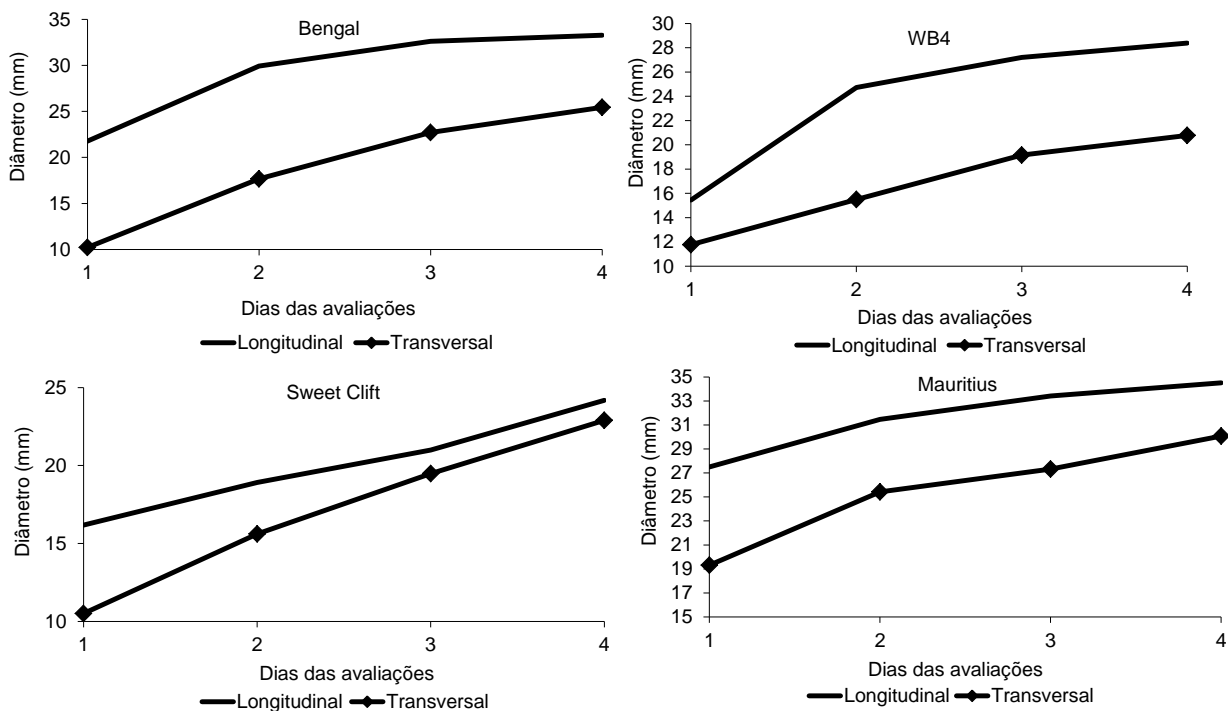 Bengal
Diâmetro (mm)
35
30
25
20
15
10
1 2 3 4
Dias das avaliações
Longitudinal Transversal
WB4
Diâmetro (mm)
30
28
26
24
22
20
18
16
14
12
10
1 2 3 4
Dias das avaliações
Longitudinal Transversal
Sweet Clift
Diâmetro (mm)
25
20
15
10
1 2 3 4
Dias das avaliações
Longitudinal Transversal
Mauritius
Diâmetro (mm)
35
33
31
29
27
25
23
21
19
17
15
1 2 3 4
Dias das avaliações
Longitudinal Transversal